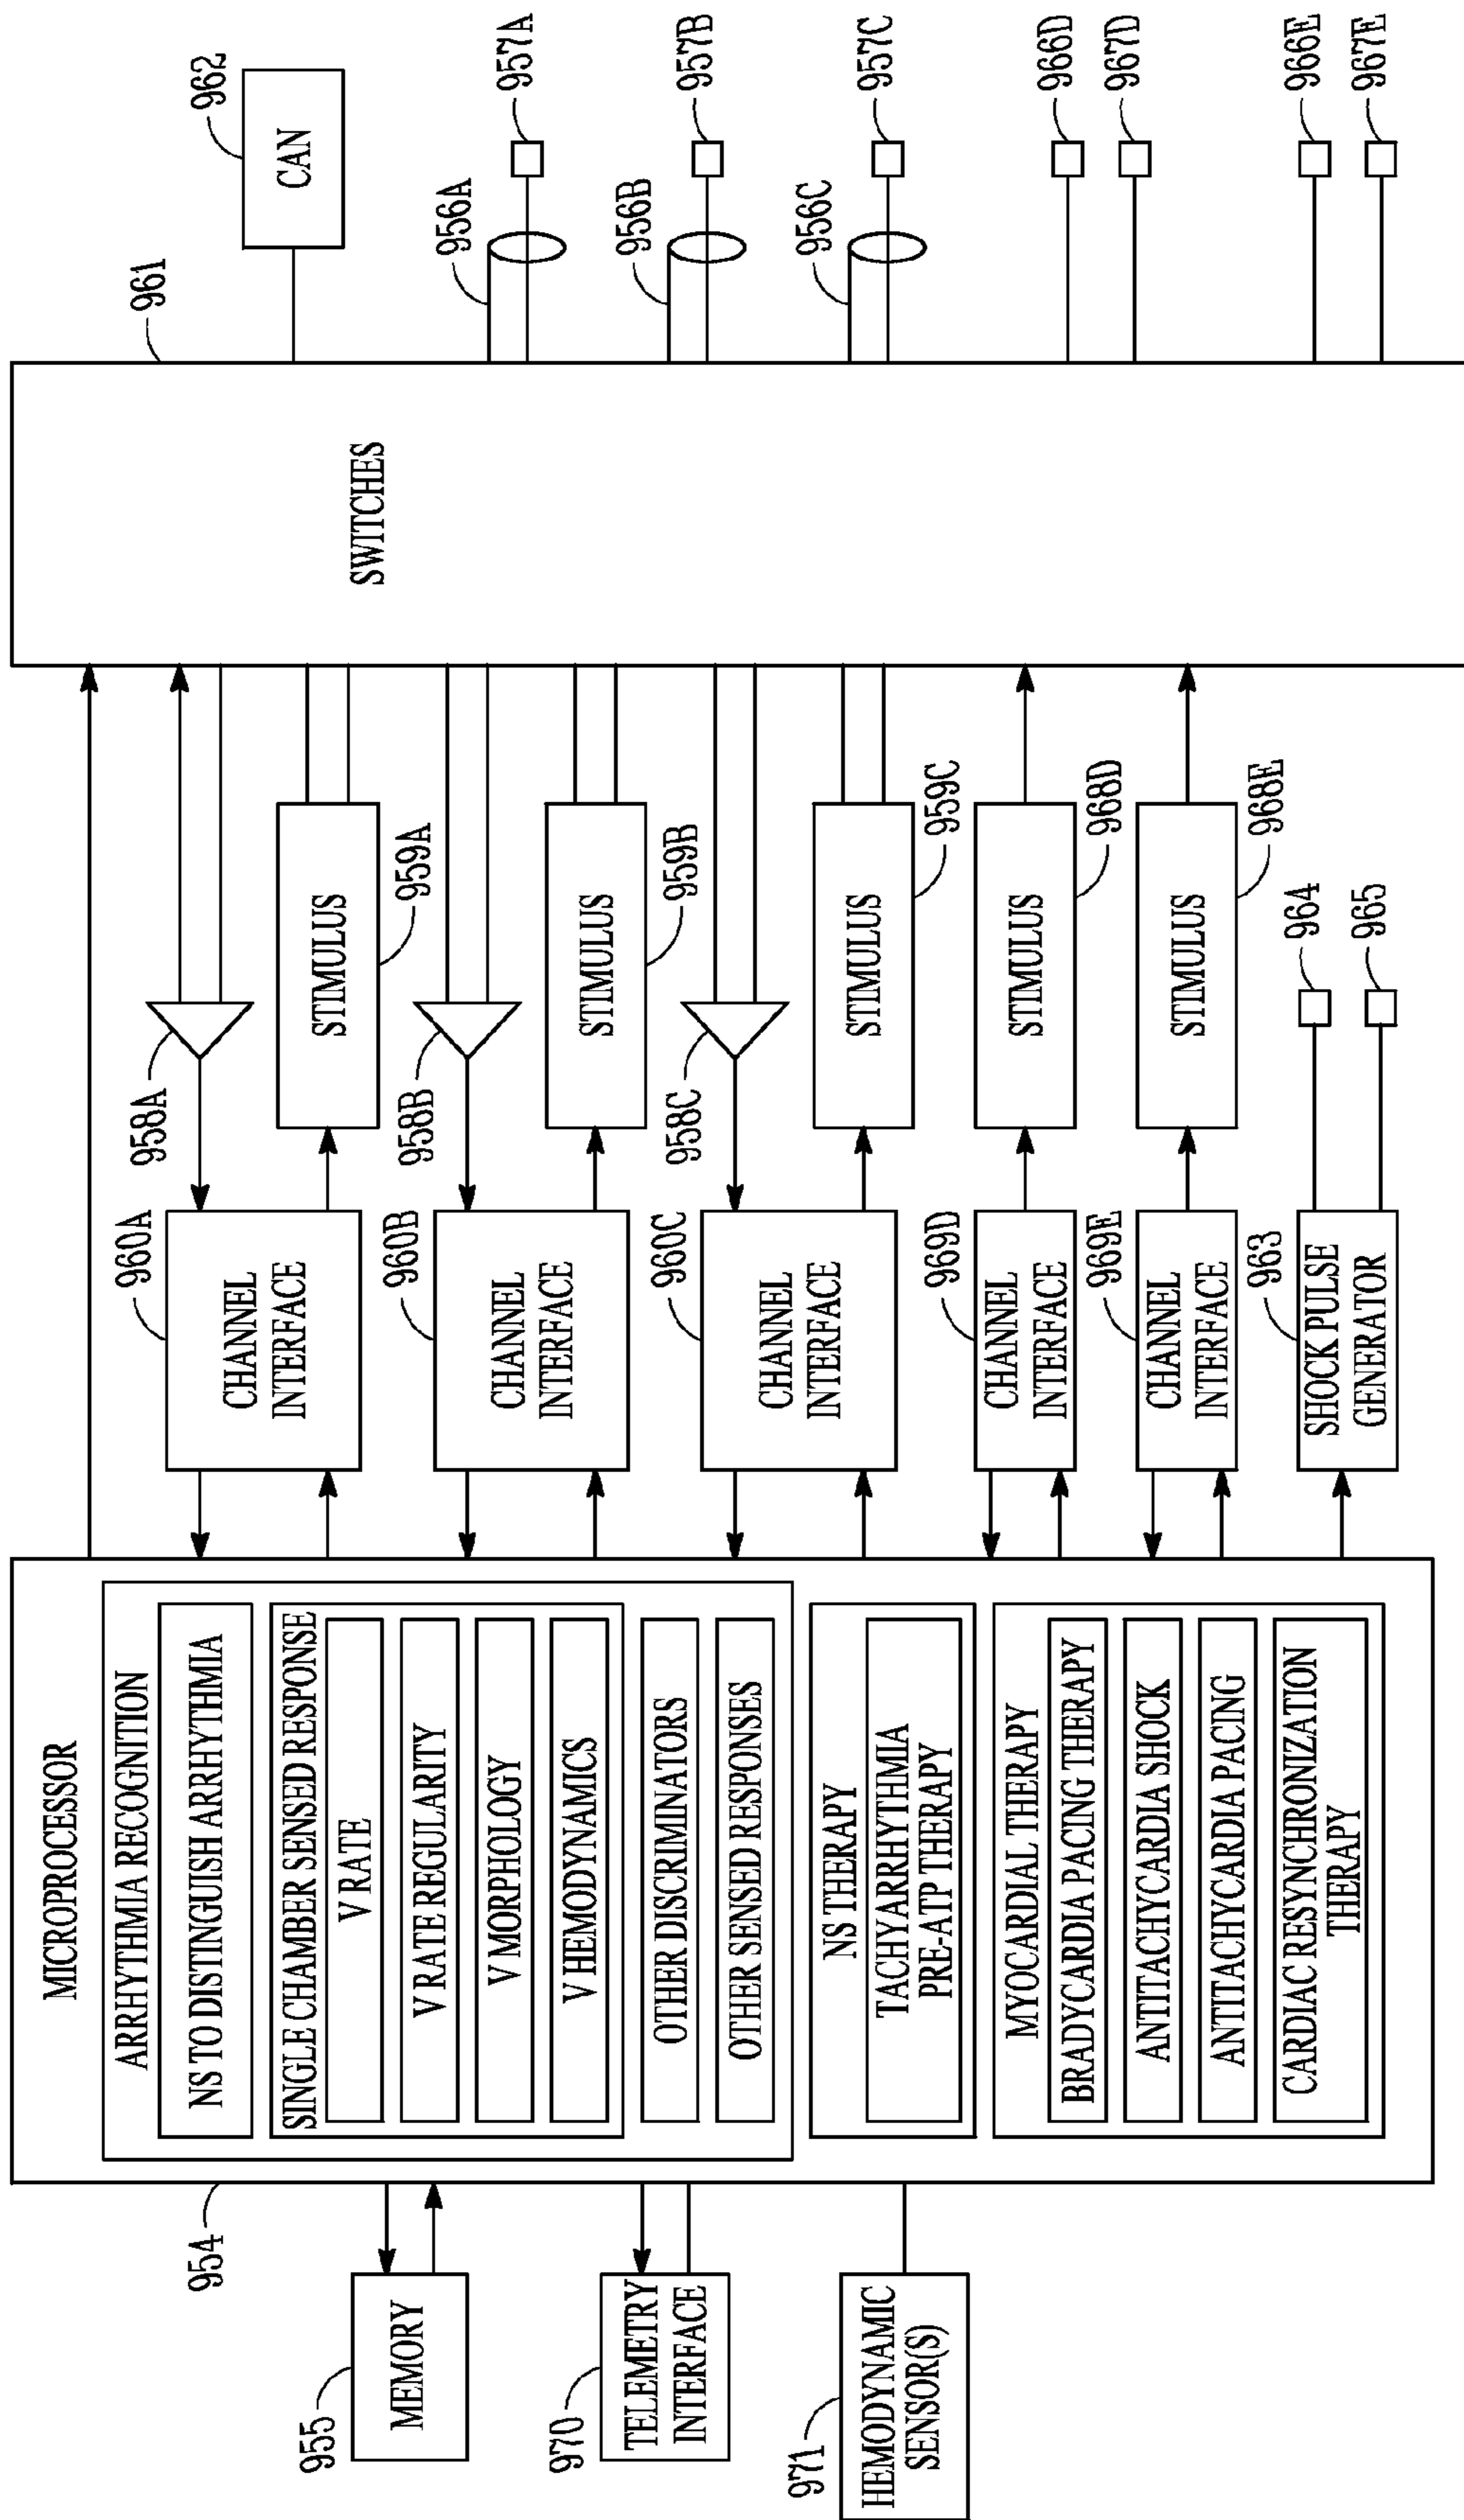 955
MEMORY
970
TELEMETRY
INTERFACE
971
HEMODYNAMIC
SENSOR(S)
954
MICROPROCESSOR
ARRHYTHMIA RECOGNITION
NS TO DISTINGUISH ARRHYTHMIA
SINGLE CHAMBER SENSED RESPONSE
V RATE
V RATE REGULARITY
V MORPHOLOGY
V HEMODYNAMICS
OTHER DISCRIMINATORS
OTHER SENSED RESPONSES
NS THERAPY
TACHYARRHYTHMIA
PRE-ATP THERAPY
MYOCARDIAL THERAPY
BRADYCARDIA PACING THERAPY
ANTITACHYCARDIA SHOCK
ANTITACHYCARDIA PACING
CARDIAC RESYNCHRONIZATION
THERAPY
960A
CHANNEL
INTERFACE
960B
CHANNEL
INTERFACE
960C
CHANNEL
INTERFACE
969D
CHANNEL
INTERFACE
969E
CHANNEL
INTERFACE
963
SHOCK PULSE
GENERATOR
958A
STIMULUS
959A
958B
STIMULUS
959B
958C
STIMULUS
959C
STIMULUS
968D
STIMULUS
968E
964
965
SWITCHES
961
962
CAN
956A
957A
956B
957B
956C
957C
966D
967D
966E
967E